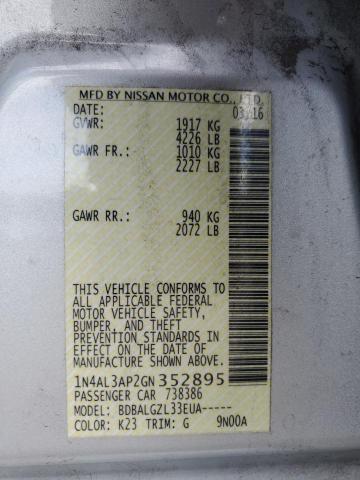 MFD BY NISSAN MOTOR CO., LTD.
DATE: 03/16
GVWR: 1917 KG
4226 LB
GAWR FR.: 1010 KG
2227 LB
GAWR RR.: 940 KG
2072 LB
THIS VEHICLE CONFORMS TO
ALL APPLICABLE FEDERAL
MOTOR VEHICLE SAFETY,
BUMPER, AND THEFT
PREVENTION STANDARDS IN
EFFECT ON THE DATE OF
MANUFACTURE SHOWN ABOVE.
1N4AL3AP2GN352895
PASSENGER CAR 738386
MODEL: BDBALGZL33EUA-----
COLOR: K23 TRIM: G 9N00A